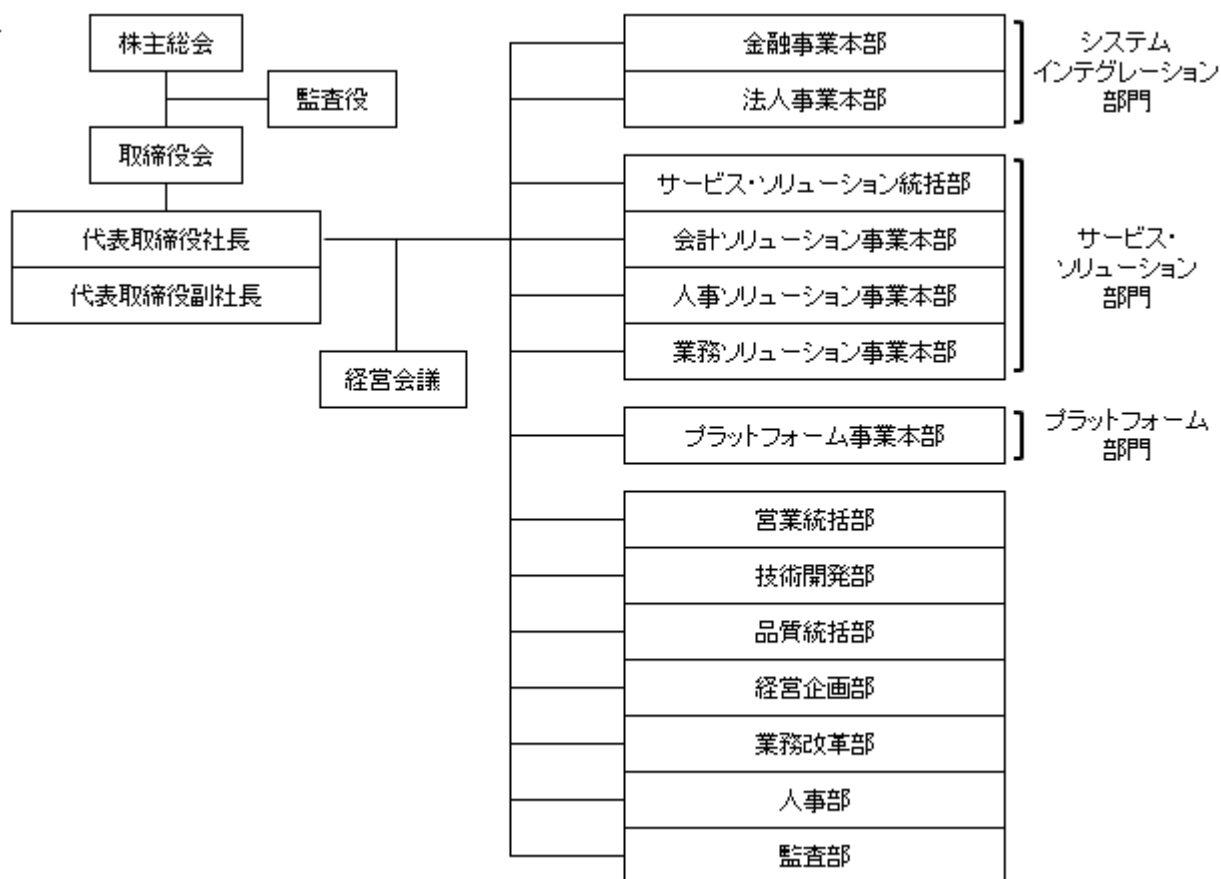 株主総会
監査役
取締役会
代表取締役社長
代表取締役副社長
経営会議
金融事業本部
法人事業本部
システム
インテグレーション
部門
サービス・ソリューション統括部
会計ソリューション事業本部
人事ソリューション事業本部
業務ソリューション事業本部
サービス・
ソリューション
部門
プラットフォーム事業本部
プラットフォーム
部門
営業統括部
技術開発部
品質統括部
経営企画部
業務改革部
人事部
監査部